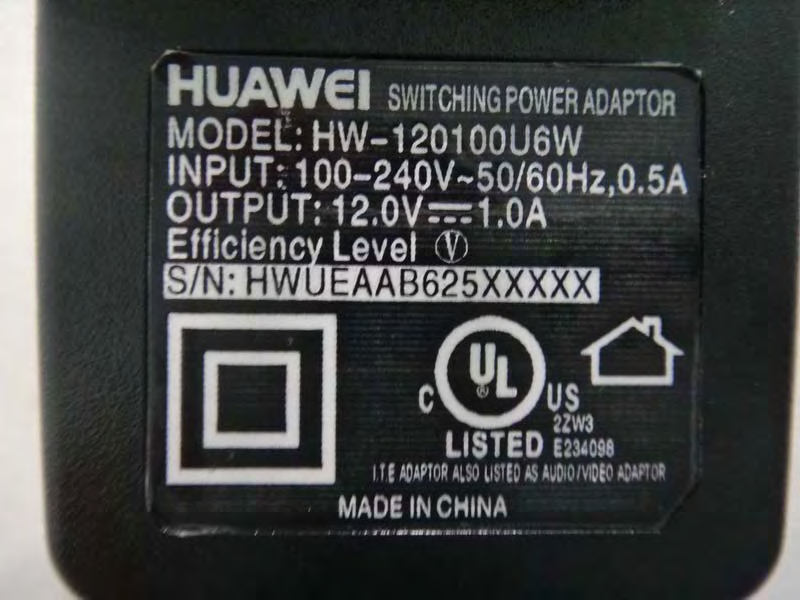 HUAWEI SWITCHING POWER ADAPTOR
MODEL: HW-120100U6W
INPUT: 100-240V~50/60Hz,0.5A
OUTPUT: 12.0V⎓1.0A
Efficiency Level Ⓥ
S/N: HWUEAAB625XXXXX
UL®
C US
2ZW3
LISTED E234098
I.T.E ADAPTOR ALSO LISTED AS AUDIO/VIDEO ADAPTOR
MADE IN CHINA